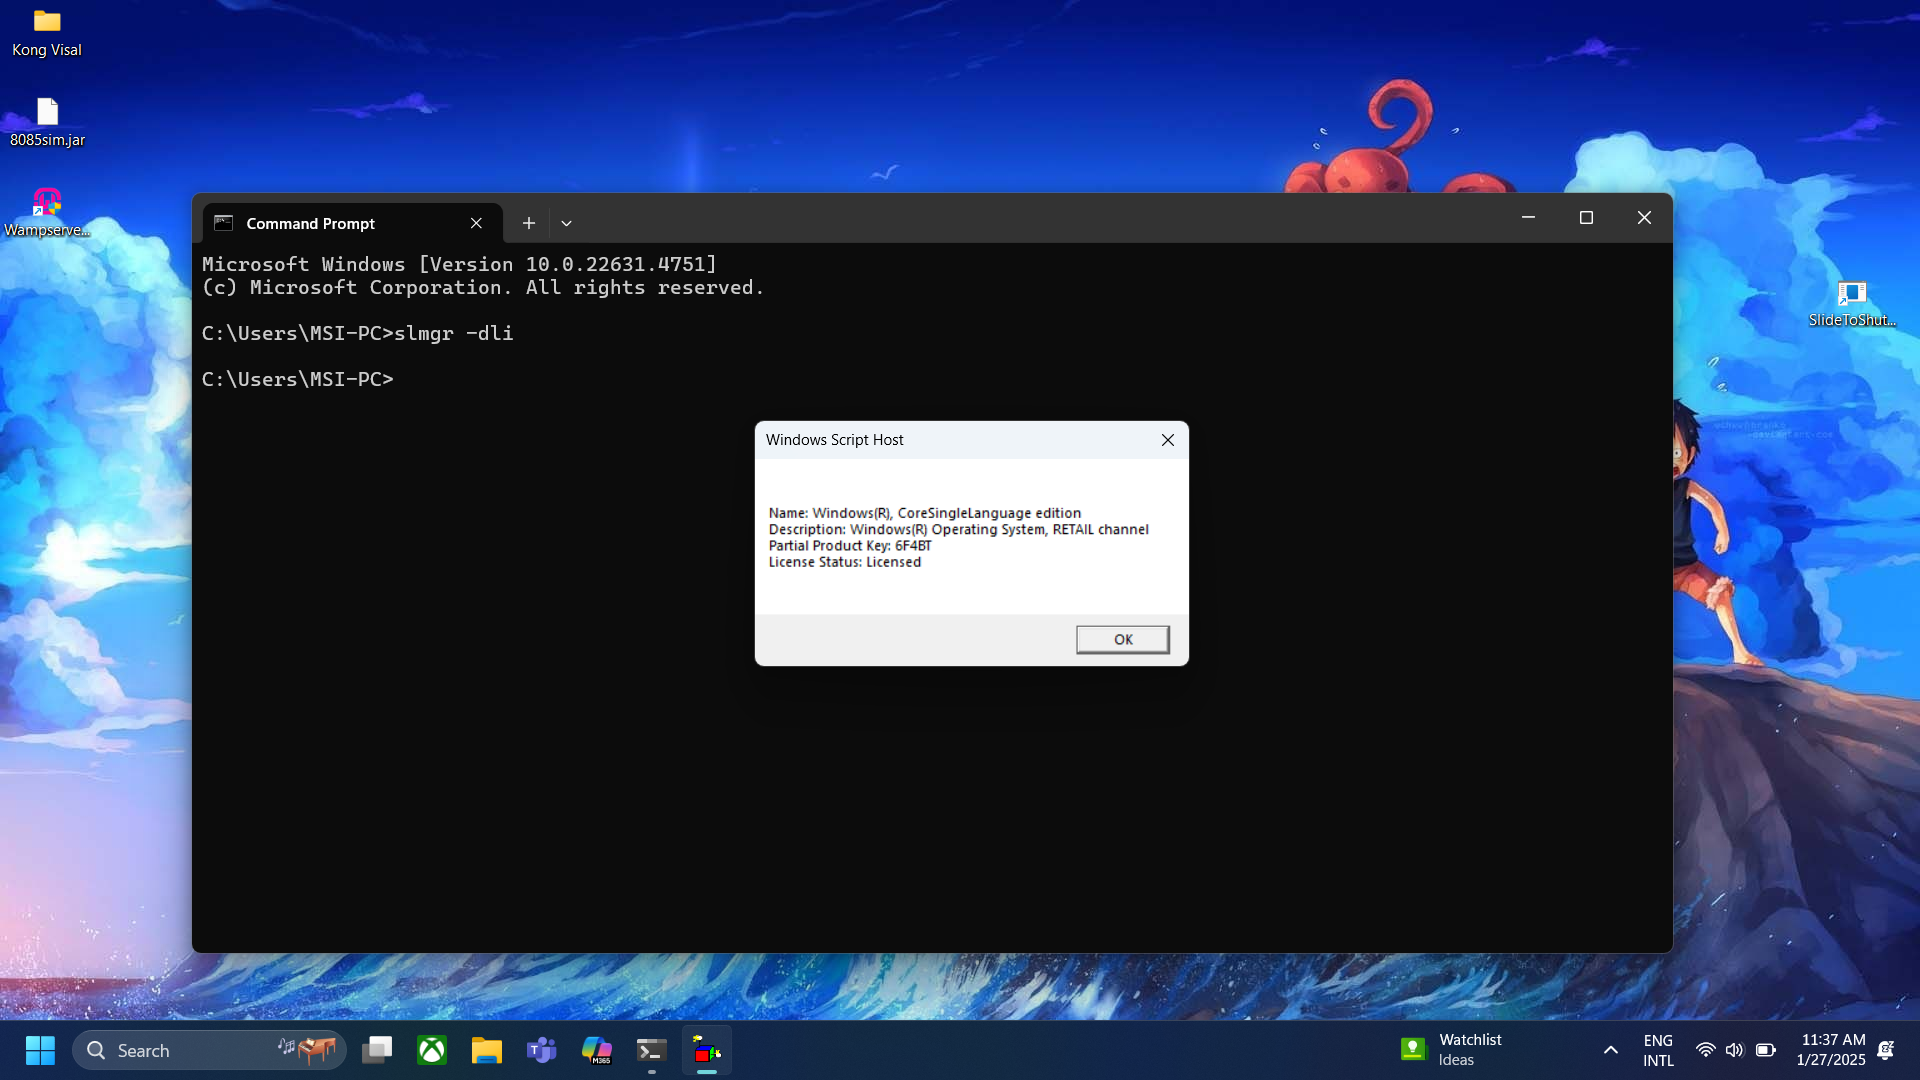 Kong Visal
8085sim.jar
Wampserve...
Command Prompt
Microsoft Windows [Version 10.0.22631.4751]
(c) Microsoft Corporation. All rights reserved.
C:\Users\MSI-PC>slmgr -dli
C:\Users\MSI-PC>
Windows Script Host
Name: Windows(R), CoreSingleLanguage edition
Description: Windows(R) Operating System, RETAIL channel
Partial Product Key: 6F4BT
License Status: Licensed
OK
SlideToShut...
Search
M365
Watchlist
Ideas
ENG
INTL
11:37 AM
1/27/2025